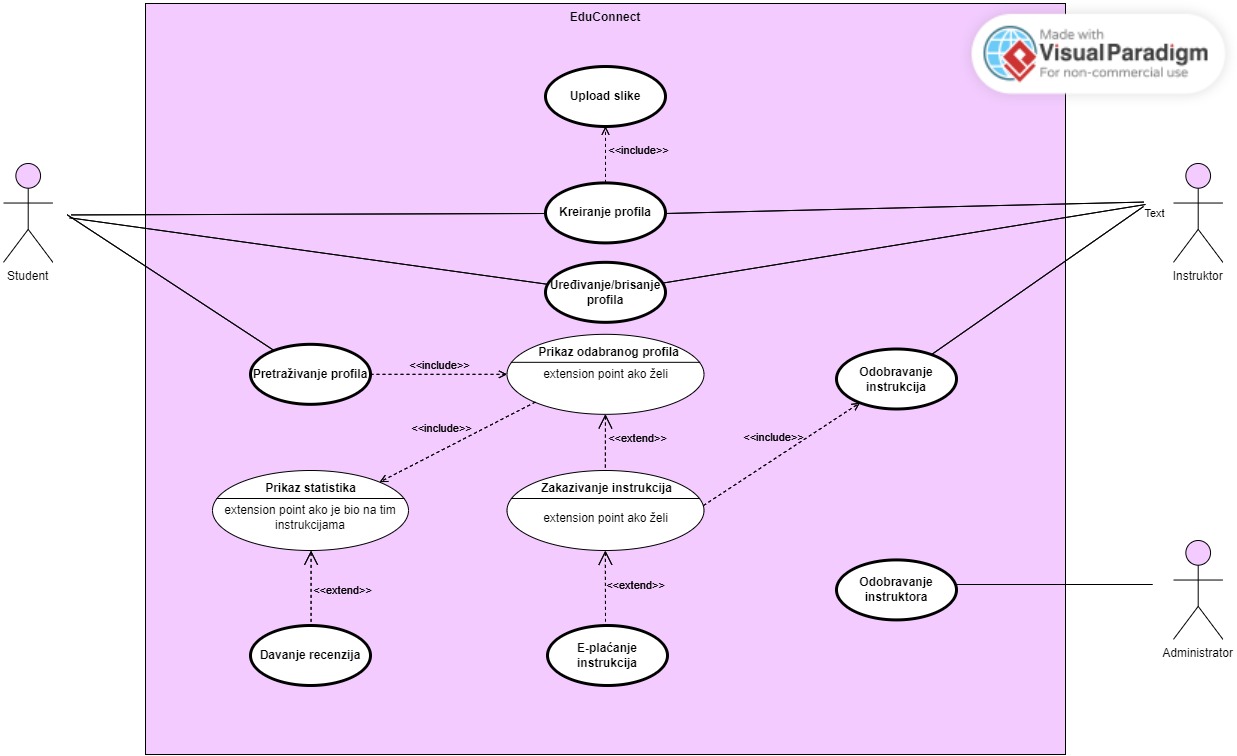 EduConnect
Made with
VisualParadigm
For non-commercial use
Upload slike
<<include>>
Kreiranje profila
Text
Student
Instruktor
Uređivanje/brisanje
profila
Prikaz odabranog profila
extension point ako želi
<<include>>
Pretraživanje profila
Odobravanje
instrukcija
<<include>>
<<extend>>
<<include>>
Prikaz statistika
extension point ako je bio na tim
instrukcijama
Zakazivanje instrukcija
extension point ako želi
<<extend>>
<<extend>>
Odobravanje
instruktora
Davanje recenzija
E-plaćanje
instrukcija
Administrator